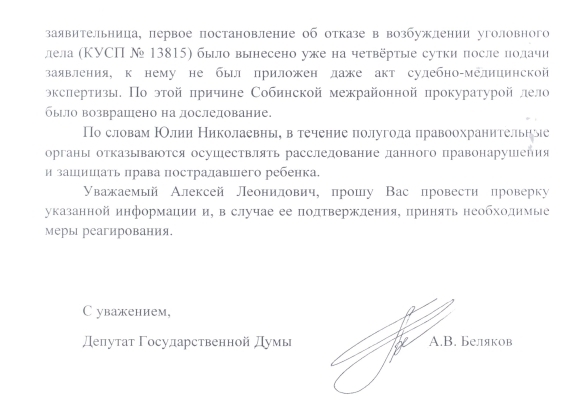 заявительница, первое постановление об отказе в возбуждении уголовного
дела (КУСП № 13815) было вынесено уже на четвёртые сутки после подачи
заявления, к нему не был приложен даже акт судебно-медицинской
экспертизы. По этой причине Собинской межрайонной прокуратурой дело
было возвращено на доследование.
По словам Юлии Николаевны, в течение полугода правоохранительные
органы отказываются осуществлять расследование данного правонарушения
и защищать права пострадавшего ребенка.
Уважаемый Алексей Леонидович, прошу Вас провести проверку
указанной информации и, в случае ее подтверждения, принять необходимые
меры реагирования.
С уважением,
Депутат Государственной Думы А.В. Беляков